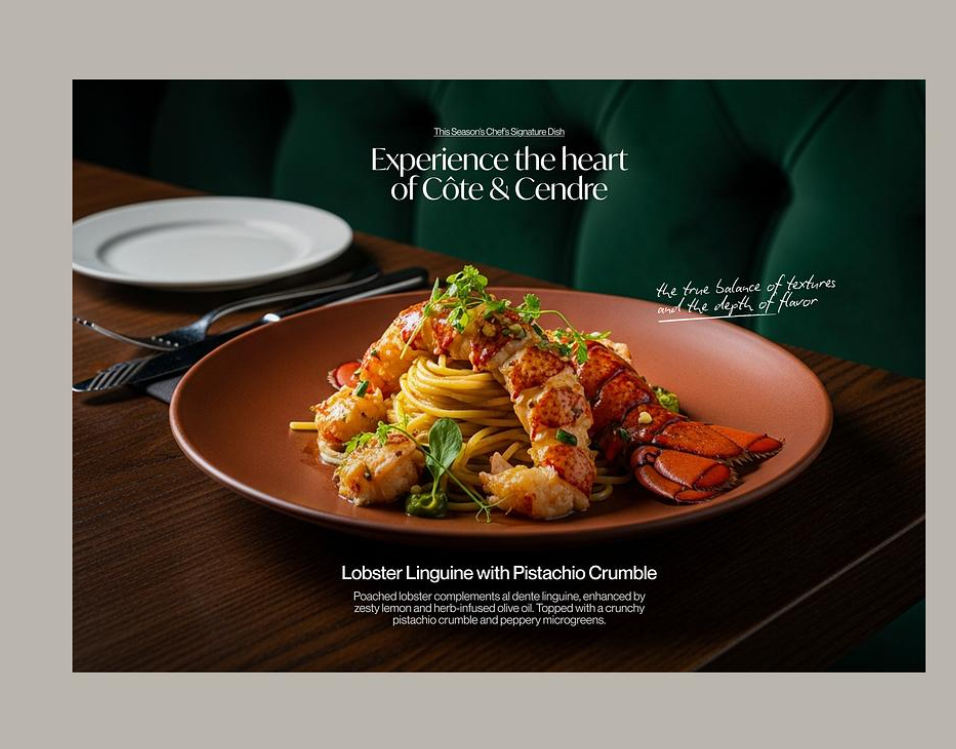 This Season's Chef's Signature Dish
Experience the heart
of Côte & Cendre
the true balance of textures
and the depth of flavor
Lobster Linguine with Pistachio Crumble
Poached lobster complements al dente linguine, enhanced by
zesty lemon and herb-infused olive oil. Topped with a crunchy
pistachio crumble and peppery microgreens.